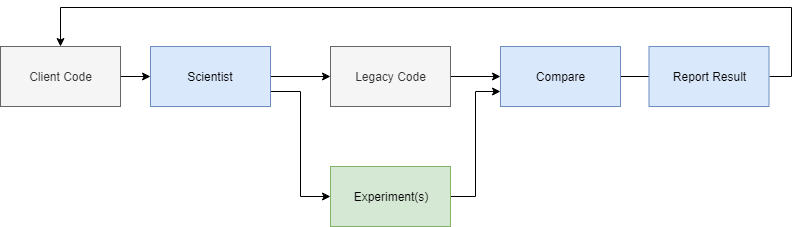 Client Code
Scientist
Legacy Code
Compare
Report Result
Experiment(s)